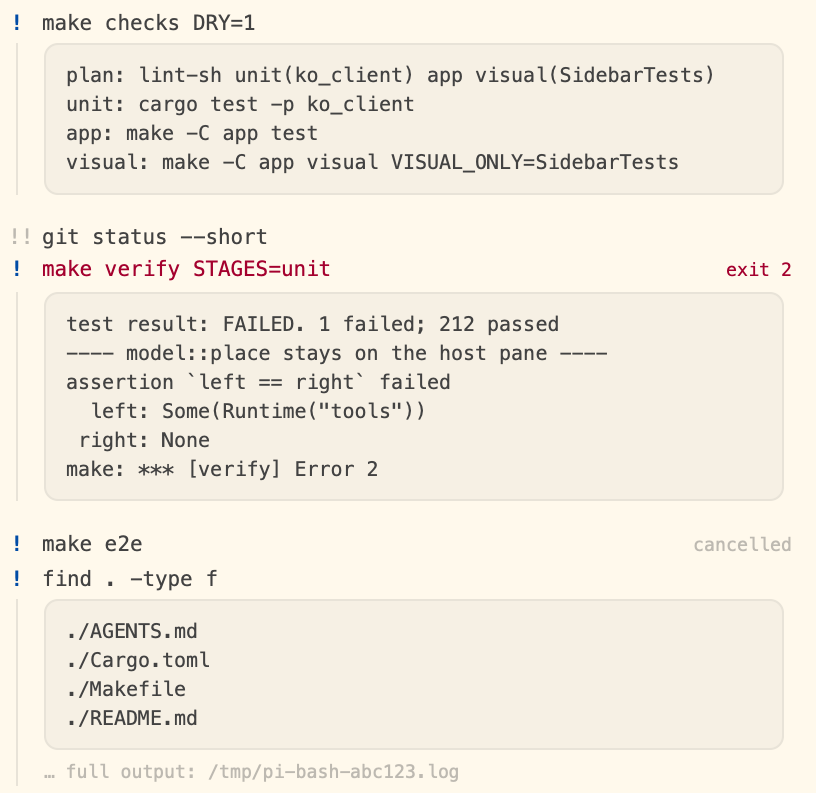 ! make checks DRY=1
plan: lint-sh unit(ko_client) app visual(SidebarTests)
unit: cargo test -p ko_client
app: make -C app test
visual: make -C app visual VISUAL_ONLY=SidebarTests
!! git status --short
! make verify STAGES=unit exit 2
test result: FAILED. 1 failed; 212 passed
---- model::place stays on the host pane ----
assertion `left == right` failed
  left: Some(Runtime("tools"))
 right: None
make: *** [verify] Error 2
! make e2e cancelled
! find . -type f
./AGENTS.md
./Cargo.toml
./Makefile
./README.md
… full output: /tmp/pi-bash-abc123.log